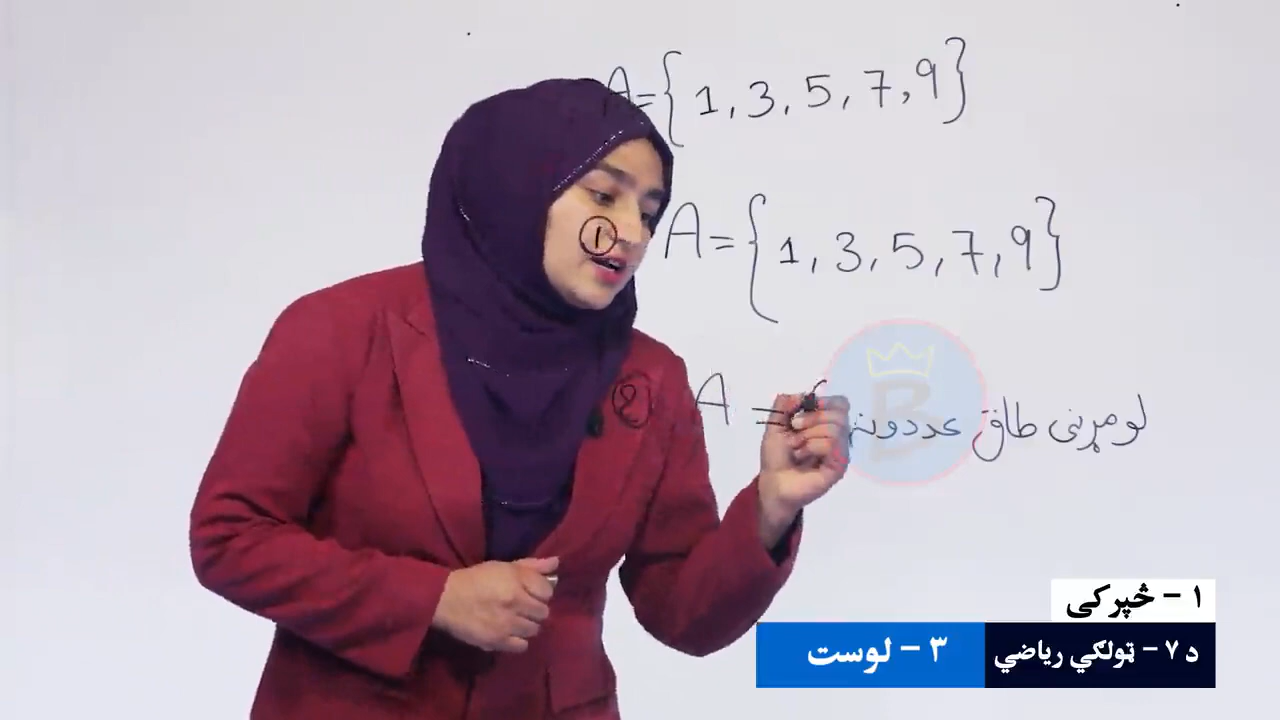 A={1,3,5,7,9}
① A={1,3,5,7,9}
② A = { لومړنی طاق عددونه
B
۱ – څپرکی
د ۷ – ټولګي ریاضي
۳ – لوست